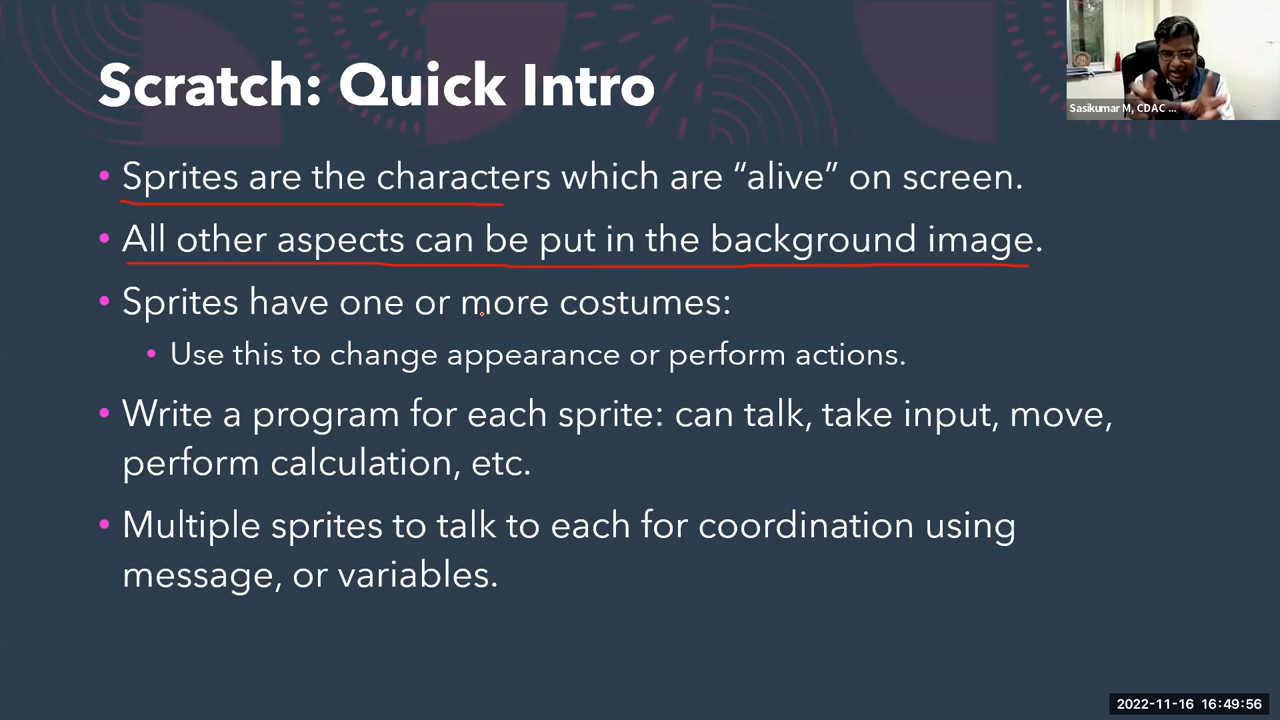 Scratch: Quick Intro
Sasikumar M, CDAC ...
• Sprites are the characters which are “alive” on screen.
• All other aspects can be put in the background image.
• Sprites have one or more costumes:
• Use this to change appearance or perform actions.
• Write a program for each sprite: can talk, take input, move,
perform calculation, etc.
• Multiple sprites to talk to each for coordination using
message, or variables.
2022-11-16 16:49:56